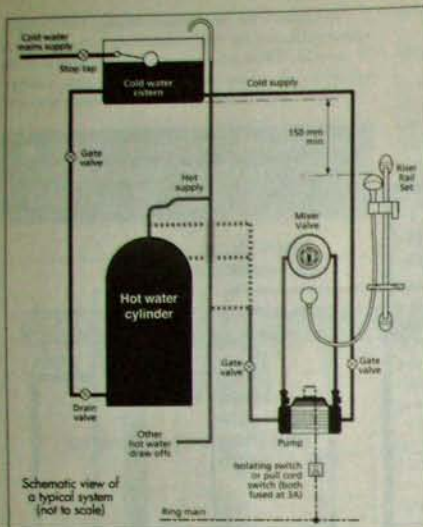 Cold water
mains supply
Stop tap
Cold water
cistern
Cold supply
150 mm
min
Riser
Rail
Set
Gate
valve
Hot
supply
Mixer
Valve
Hot water
cylinder
Gate
valve
Gate
valve
Drain
valve
Pump
Other
hot water
draw offs
Isolating switch
or pull cord
switch (both
fused at 3A)
Schematic view of
a typical system
(not to scale)
Ring main